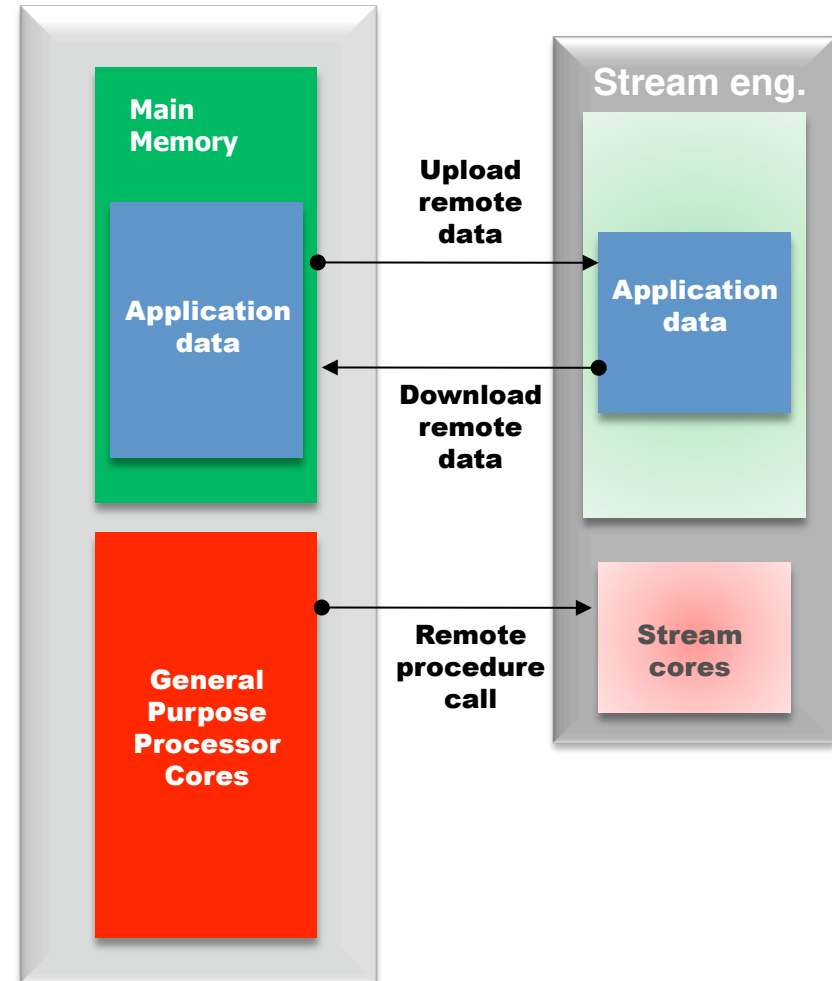 Main
Memory
Application
data
General
Purpose
Processor
Cores
Upload
remote
data
Download
remote
data
Remote
procedure
call
Stream eng.
Application
data
Stream
cores